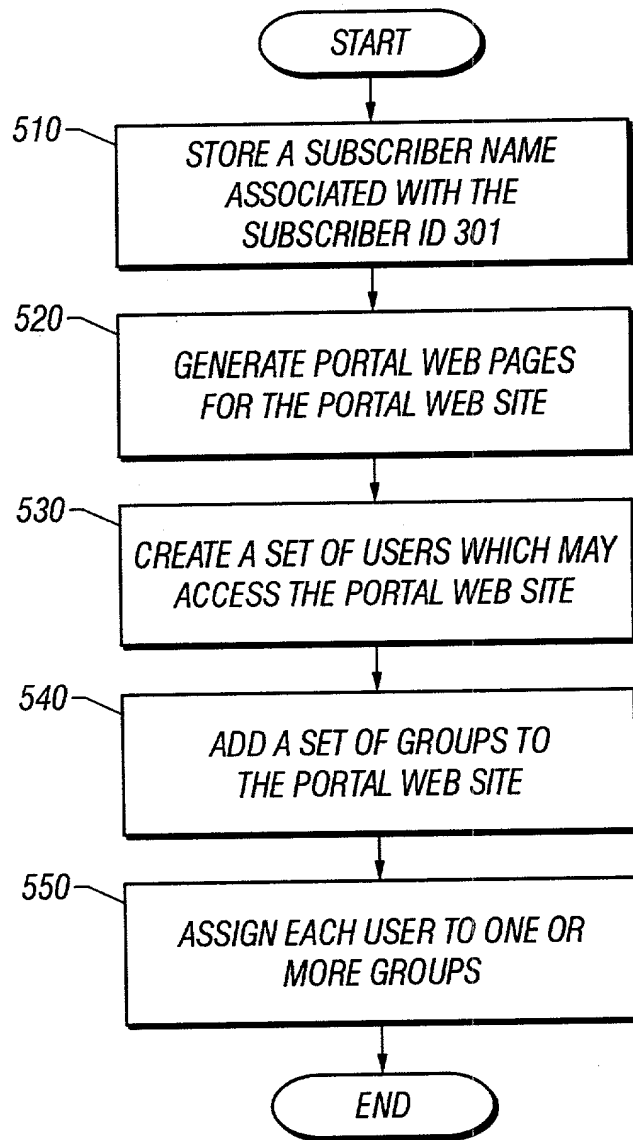 START
510
STORE A SUBSCRIBER NAME
ASSOCIATED WITH THE
SUBSCRIBER ID 301
520
GENERATE PORTAL WEB PAGES
FOR THE PORTAL WEB SITE
530
CREATE A SET OF USERS WHICH MAY
ACCESS THE PORTAL WEB SITE
540
ADD A SET OF GROUPS TO
THE PORTAL WEB SITE
550
ASSIGN EACH USER TO ONE OR
MORE GROUPS
END